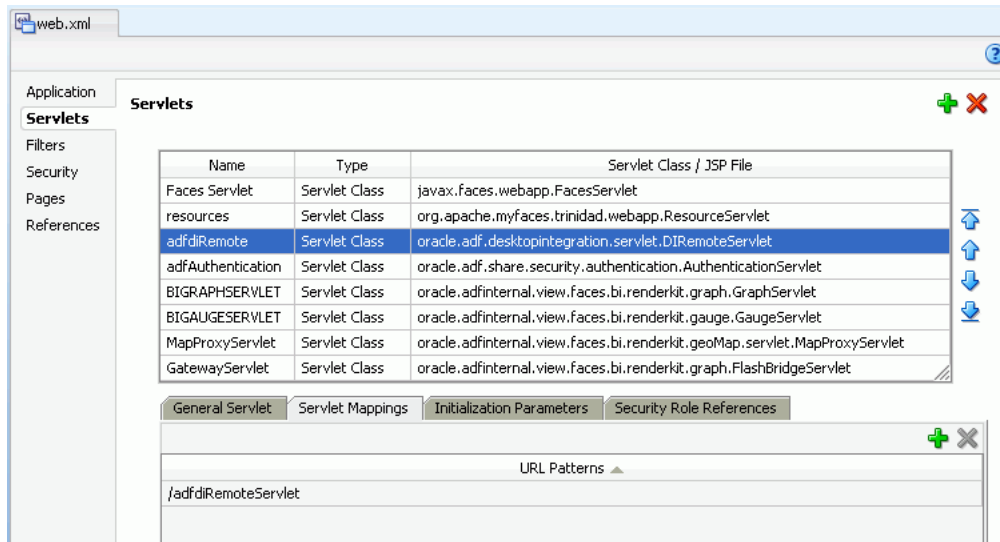 web.xml
Application
Servlets
Filters
Security
Pages
References
Servlets
Name Type Servlet Class / JSP File
Faces Servlet Servlet Class javax.faces.webapp.FacesServlet
resources Servlet Class org.apache.myfaces.trinidad.webapp.ResourceServlet
adfdiRemote Servlet Class oracle.adf.desktopintegration.servlet.DIRemoteServlet
adfAuthentication Servlet Class oracle.adf.share.security.authentication.AuthenticationServlet
BIGRAPHSERVLET Servlet Class oracle.adfinternal.view.faces.bi.renderkit.graph.GraphServlet
BIGAUGESERVLET Servlet Class oracle.adfinternal.view.faces.bi.renderkit.gauge.GaugeServlet
MapProxyServlet Servlet Class oracle.adfinternal.view.faces.bi.renderkit.geoMap.servlet.MapProxyServlet
GatewayServlet Servlet Class oracle.adfinternal.view.faces.bi.renderkit.graph.FlashBridgeServlet
General Servlet Servlet Mappings Initialization Parameters Security Role References
URL Patterns
/adfdiRemoteServlet